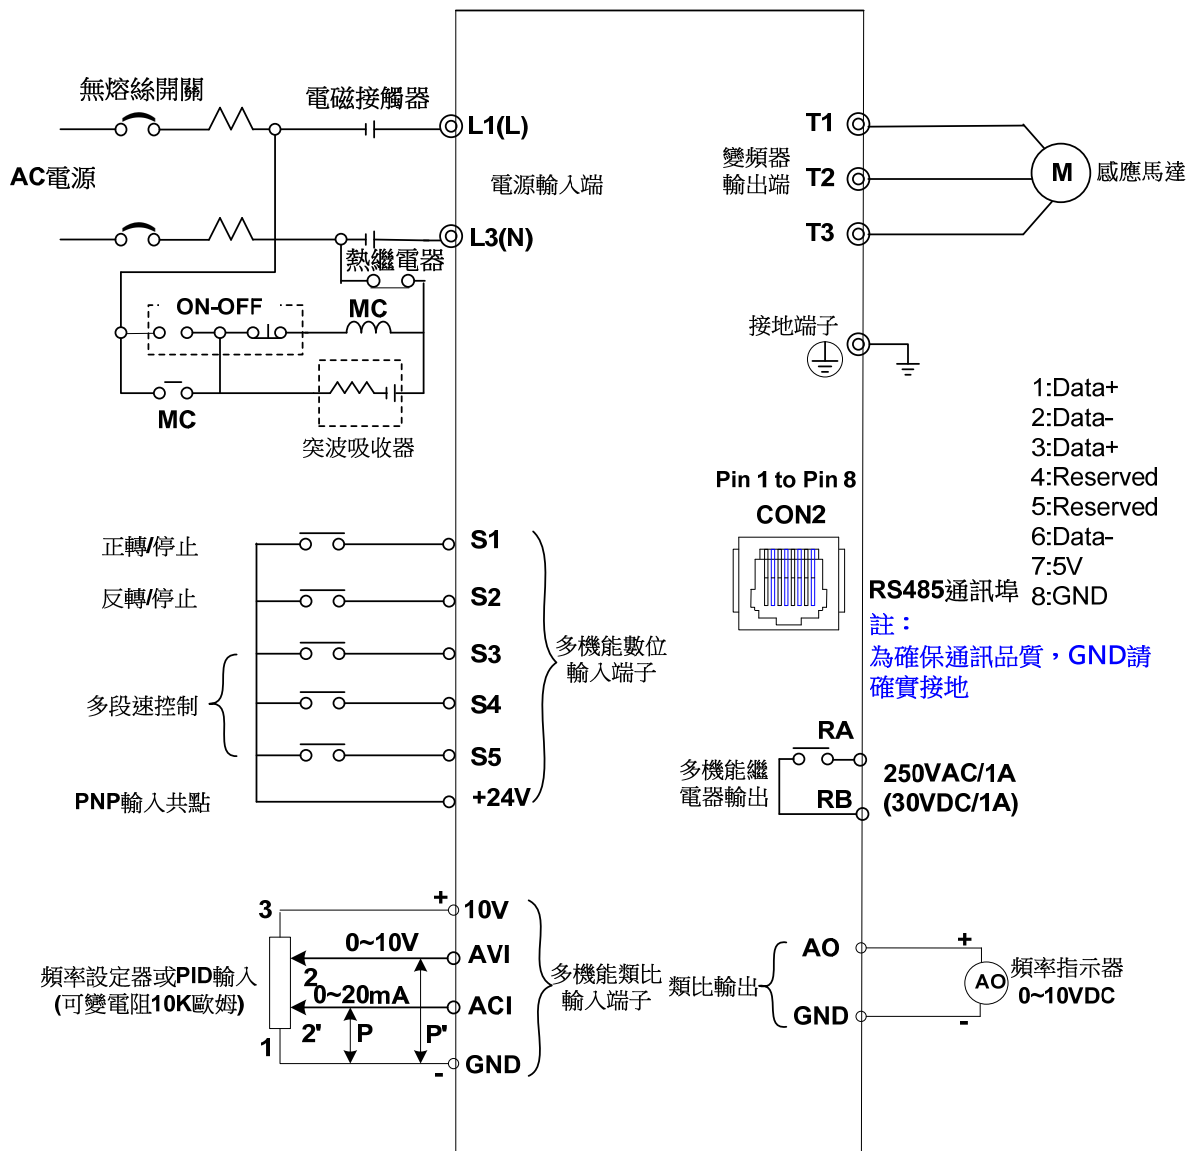 無熔絲開關
電磁接觸器
L1(L)
T1
AC電源
電源輸入端
變頻器
輸出端
T2
M
感應馬達
L3(N)
T3
熱繼電器
ON-OFF
MC
接地端子
MC
突波吸收器
1:Data+
2:Data-
3:Data+
4:Reserved
5:Reserved
6:Data-
7:5V
8:GND
Pin 1 to Pin 8
CON2
RS485通訊埠
註：
為確保通訊品質，GND請
確實接地
正轉/停止
S1
反轉/停止
S2
S3
多段速控制
S4
S5
PNP輸入共點
+24V
多機能數位
輸入端子
RA
多機能繼
電器輸出
RB
250VAC/1A
(30VDC/1A)
3
+
10V
0~10V
AVI
2
頻率設定器或PID輸入
(可變電阻10K歐姆)
0~20mA
ACI
2'
P
P'
1
-
GND
多機能類比
輸入端子
類比輸出
AO
GND
+
AO
-
頻率指示器
0~10VDC